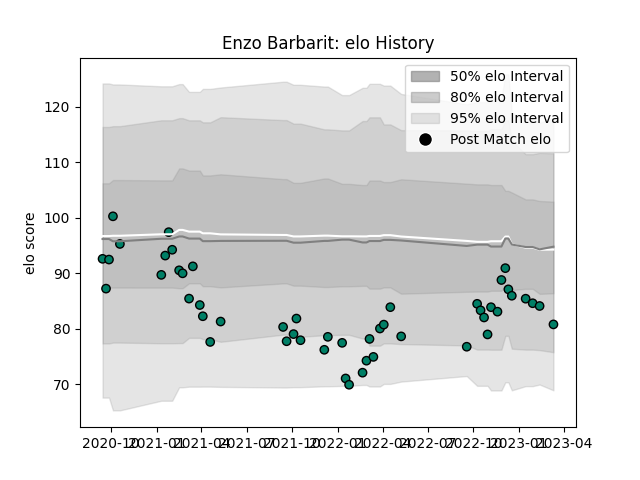 Enzo Barbarit: elo History
elo score
120
110
100
90
80
70
50% elo Interval
80% elo Interval
95% elo Interval
Post Match elo
2020-10
2021-01
2021-04
2021-07
2021-10
2022-01
2022-04
2022-07
2022-10
2023-01
2023-04